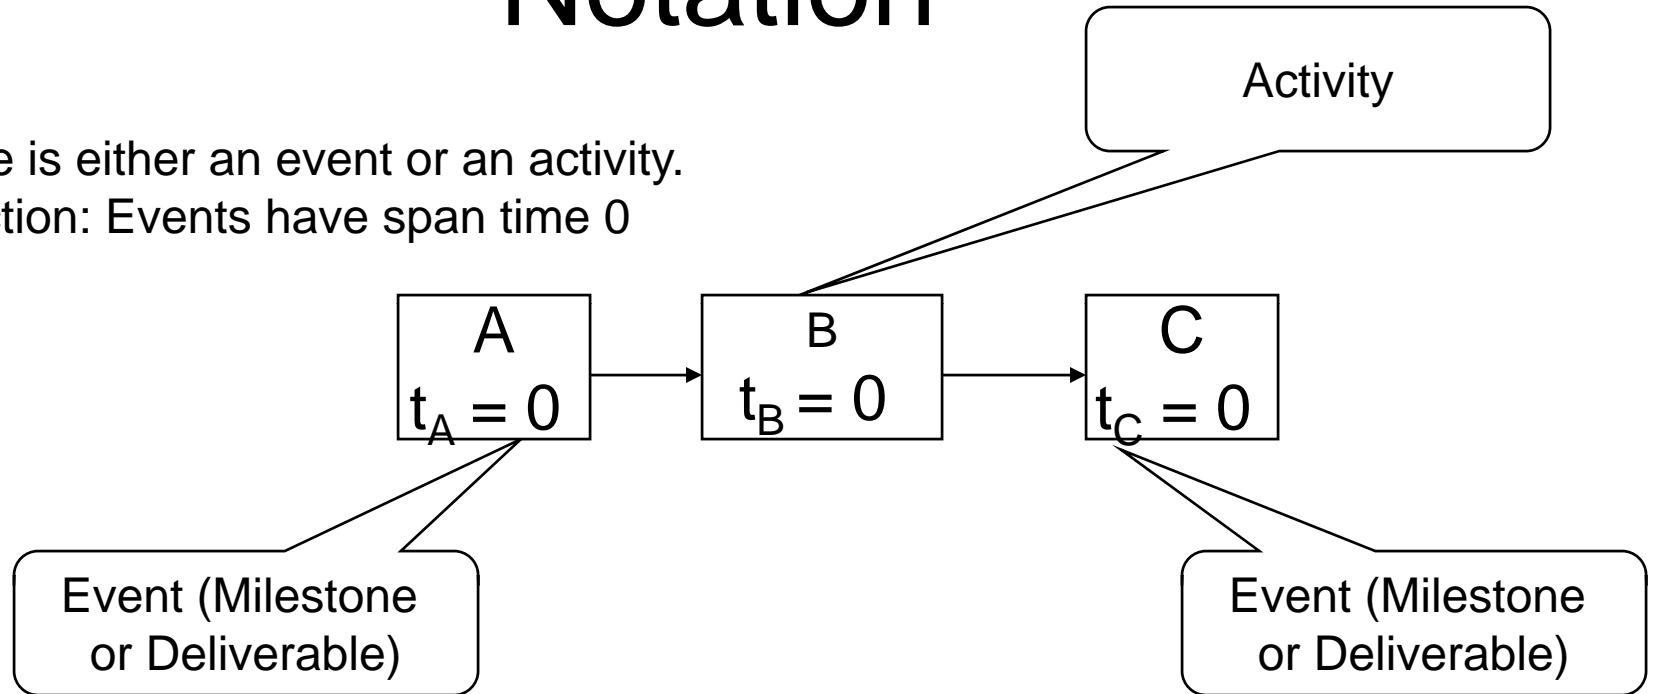 Notation
Activity
e is either an event or an activity.
ction: Events have span time 0
A
B
C
t_A = 0
t_B = 0
t_C = 0
Event (Milestone
or Deliverable)
Event (Milestone
or Deliverable)